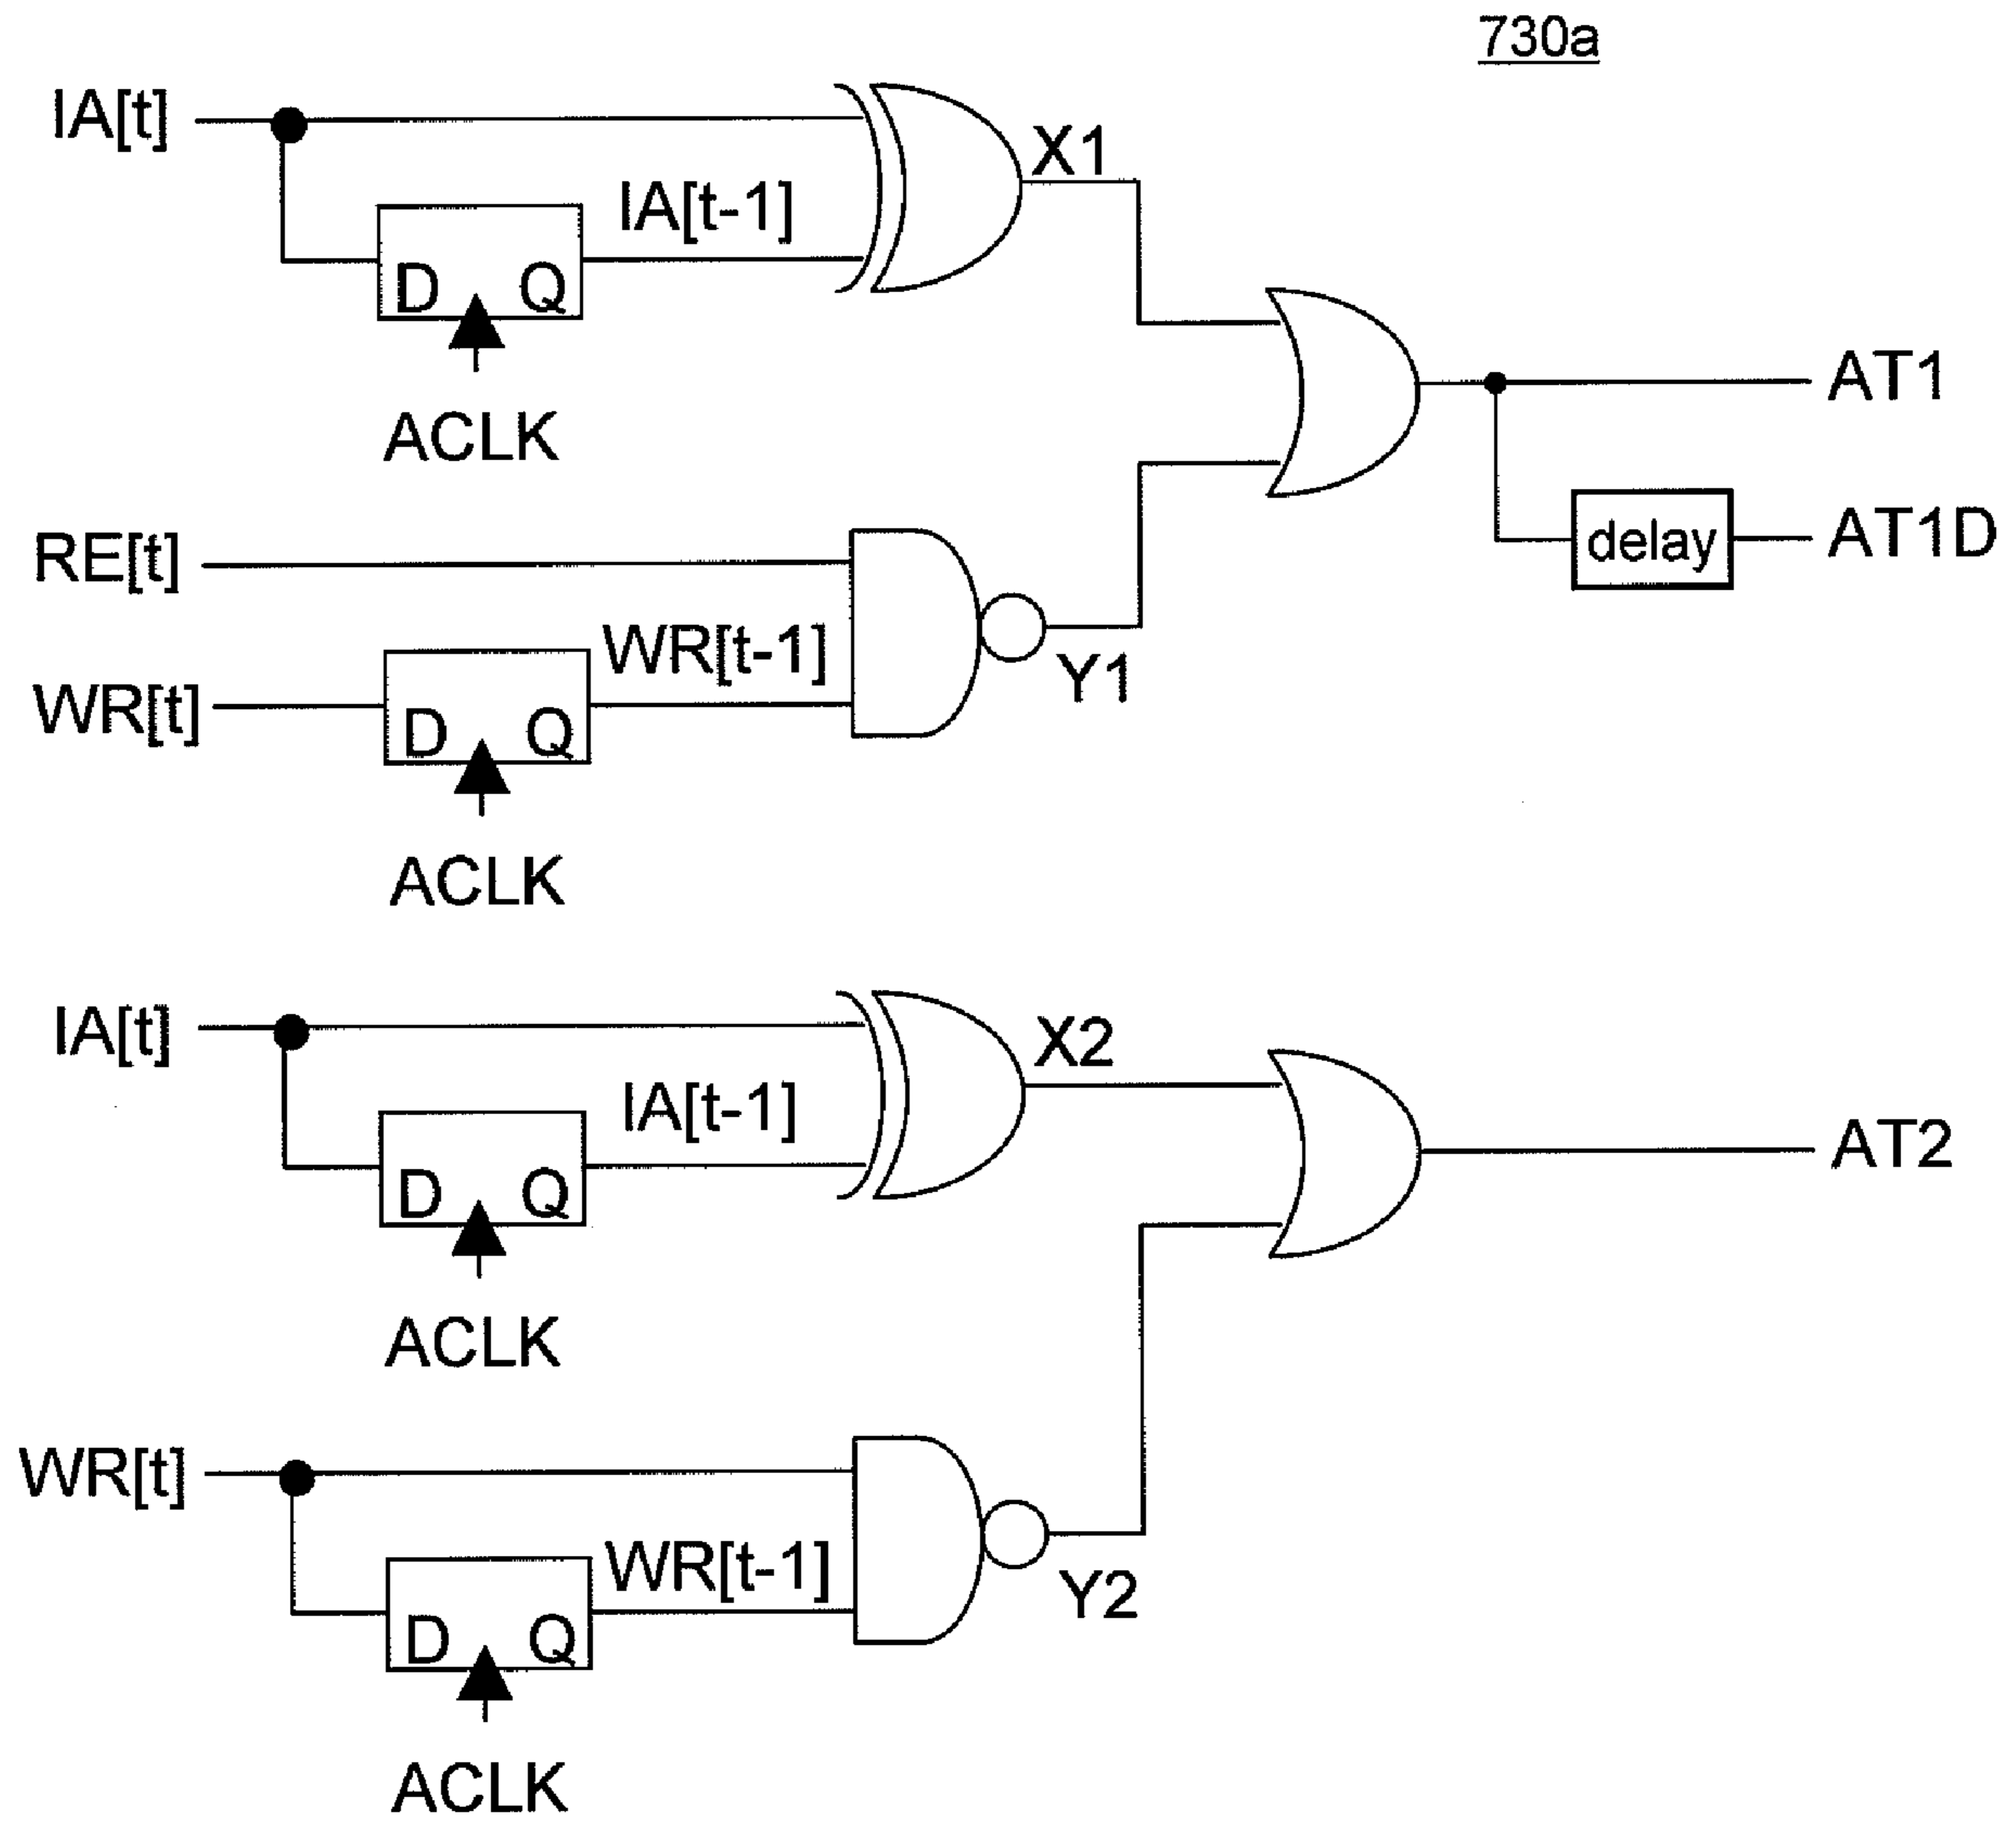 730a
IA[t]
X1
IA[t-1]
D Q
ACLK
AT1
RE[t]
delay
AT1D
WR[t-1]
Y1
WR[t]
D Q
ACLK
IA[t]
X2
IA[t-1]
D Q
ACLK
AT2
WR[t]
WR[t-1]
Y2
D Q
ACLK